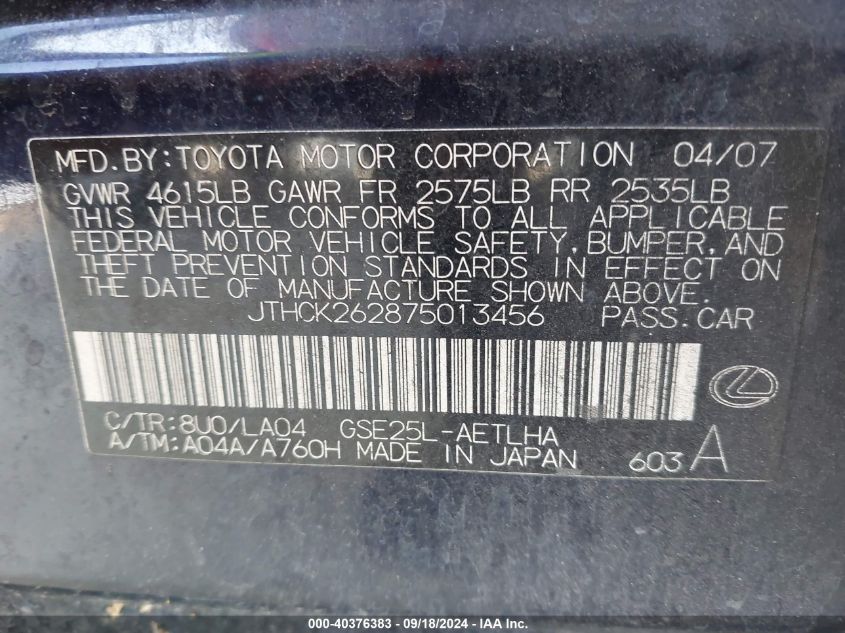 MFD.BY:TOYOTA MOTOR CORPORATION 04/07
GVWR 4615LB GAWR FR 2575LB RR 2535LB
THIS VEHICLE CONFORMS TO ALL APPLICABLE
FEDERAL MOTOR VEHICLE SAFETY,BUMPER,AND
THEFT PREVENTION STANDARDS IN EFFECT ON
THE DATE OF MANUFACTURE SHOWN ABOVE.
JTHCK262875013456 PASS.CAR
C/TR:8U0/LA04 GSE25L-AETLHA
A/TM:A04A/A760H MADE IN JAPAN 603A
000-40376383 - 09/18/2024 - IAAI.COM